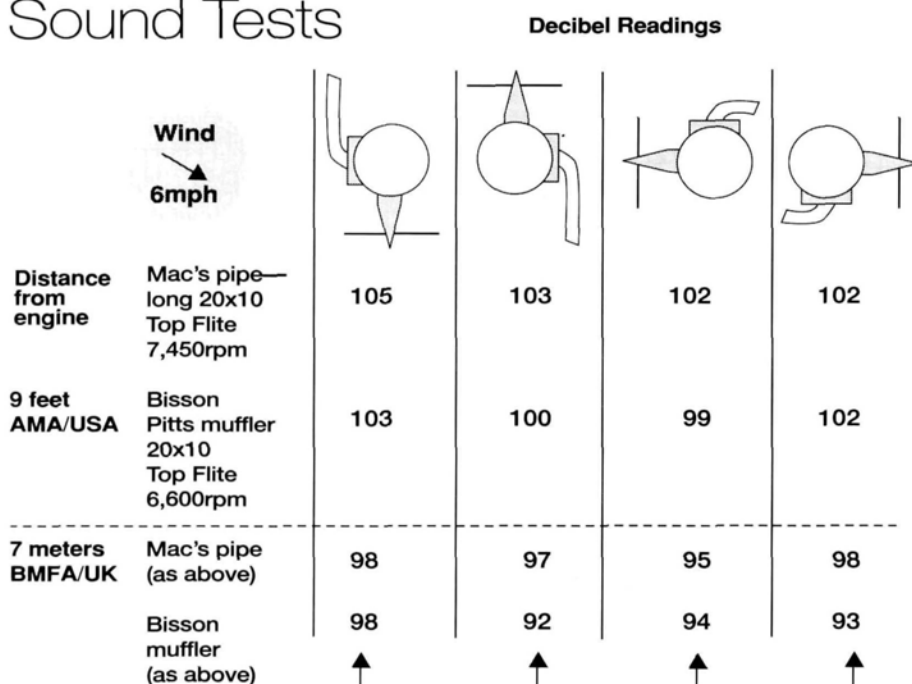 Sound Tests
Decibel Readings
Wind
6mph
Distance
from
engine
Mac's pipe—
long 20x10
Top Flite
7,450rpm
105 103 102 102
9 feet
AMA/USA
Bisson
Pitts muffler
20x10
Top Flite
6,600rpm
103 100 99 102
7 meters
BMFA/UK
Mac's pipe
(as above)
98 97 95 98
Bisson
muffler
(as above)
98 92 94 93